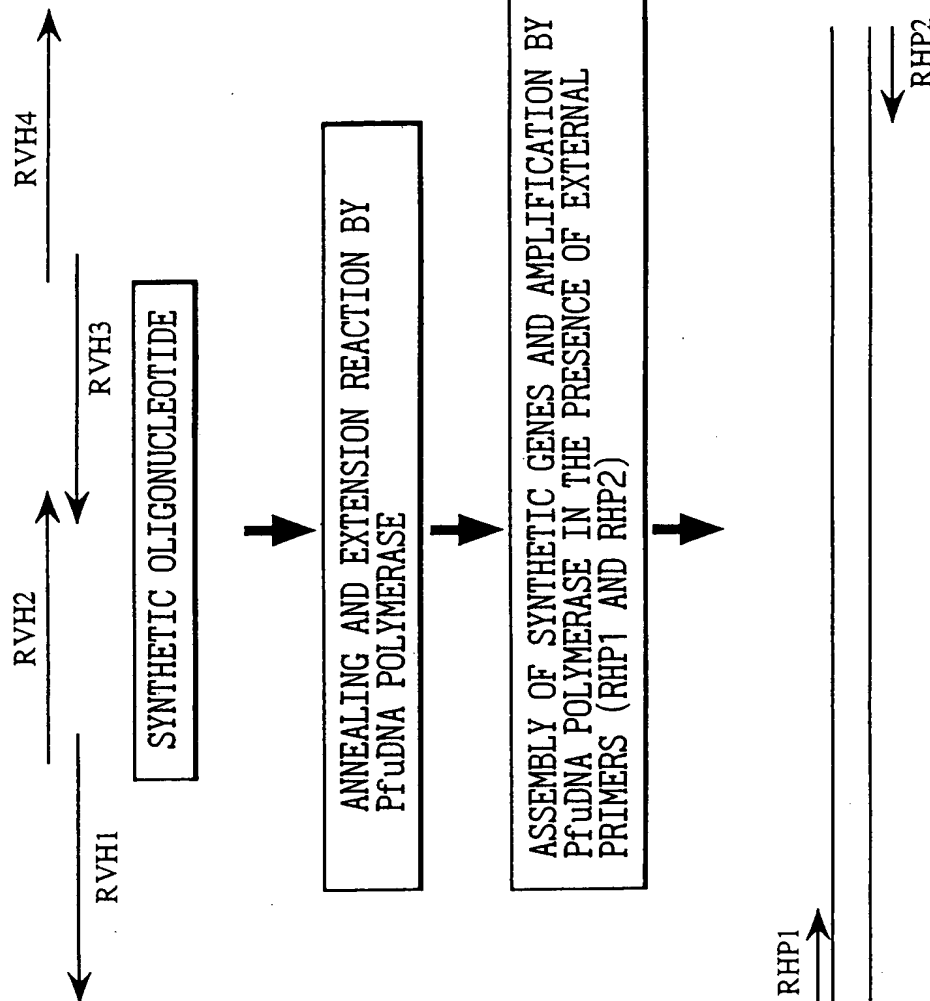 RVH4
RVH2
RVH3
RVH1
SYNTHETIC OLIGONUCLEOTIDE
ANNEALING AND EXTENSION REACTION BY
PfuDNA POLYMERASE
ASSEMBLY OF SYNTHETIC GENES AND AMPLIFICATION BY
PfuDNA POLYMERASE IN THE PRESENCE OF EXTERNAL
PRIMERS (RHP1 AND RHP2)
RHP1
RHP2